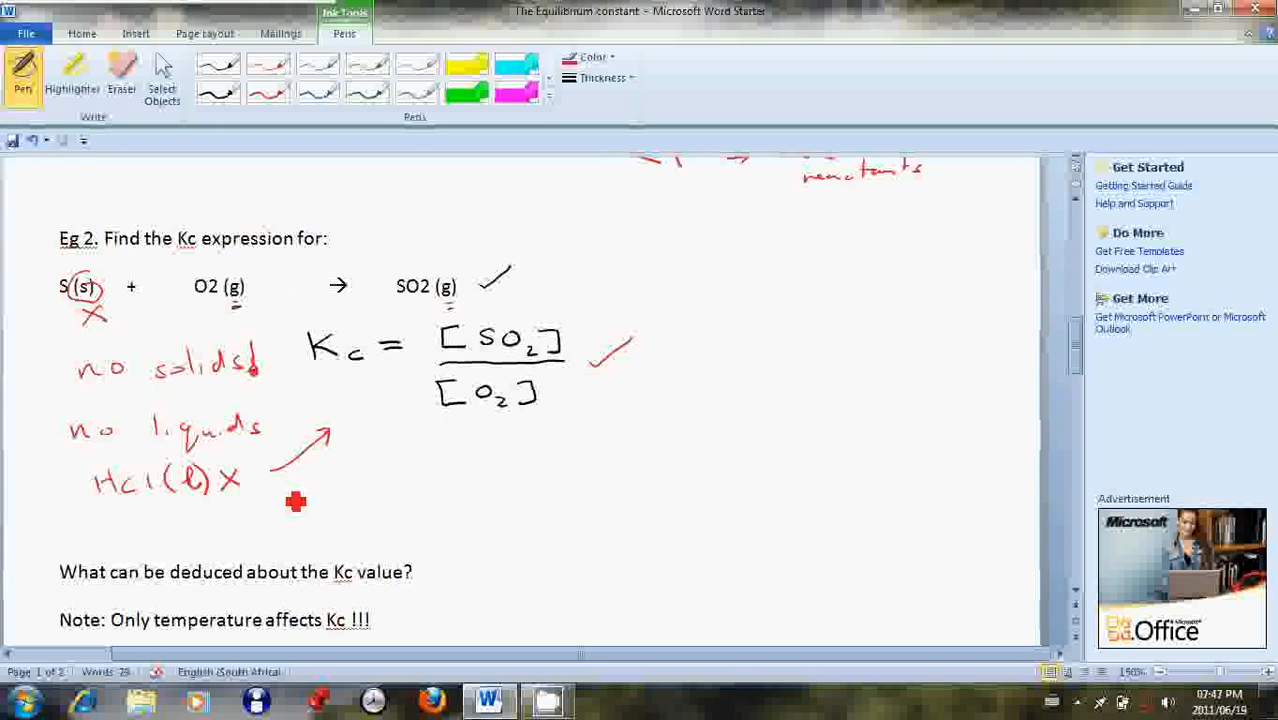 The Equilibrium constant - Microsoft Word Starter
Ink Tools
File Home Insert Page Layout Mailings Pens
Pen Highlighter Eraser Select Objects
Color
Thickness
Write Pens
reactants
Eg 2. Find the Kc expression for:
S (s) + O2 (g) → SO2 (g) ✓
X
Kc = [SO2]
[O2] ✓
no solids!
no liquids
HCl(l) X
What can be deduced about the Kc value?
Note: Only temperature affects Kc !!!
Get Started
Getting Started Guide
Help and Support
Do More
Get Free Templates
Download Clip Art
Get More
Get Microsoft PowerPoint or Microsoft
Outlook
Advertisement
Microsoft
Office
Page: 1 of 2 Words: 79 English (South Africa) 190%
07:47 PM
2011/06/19